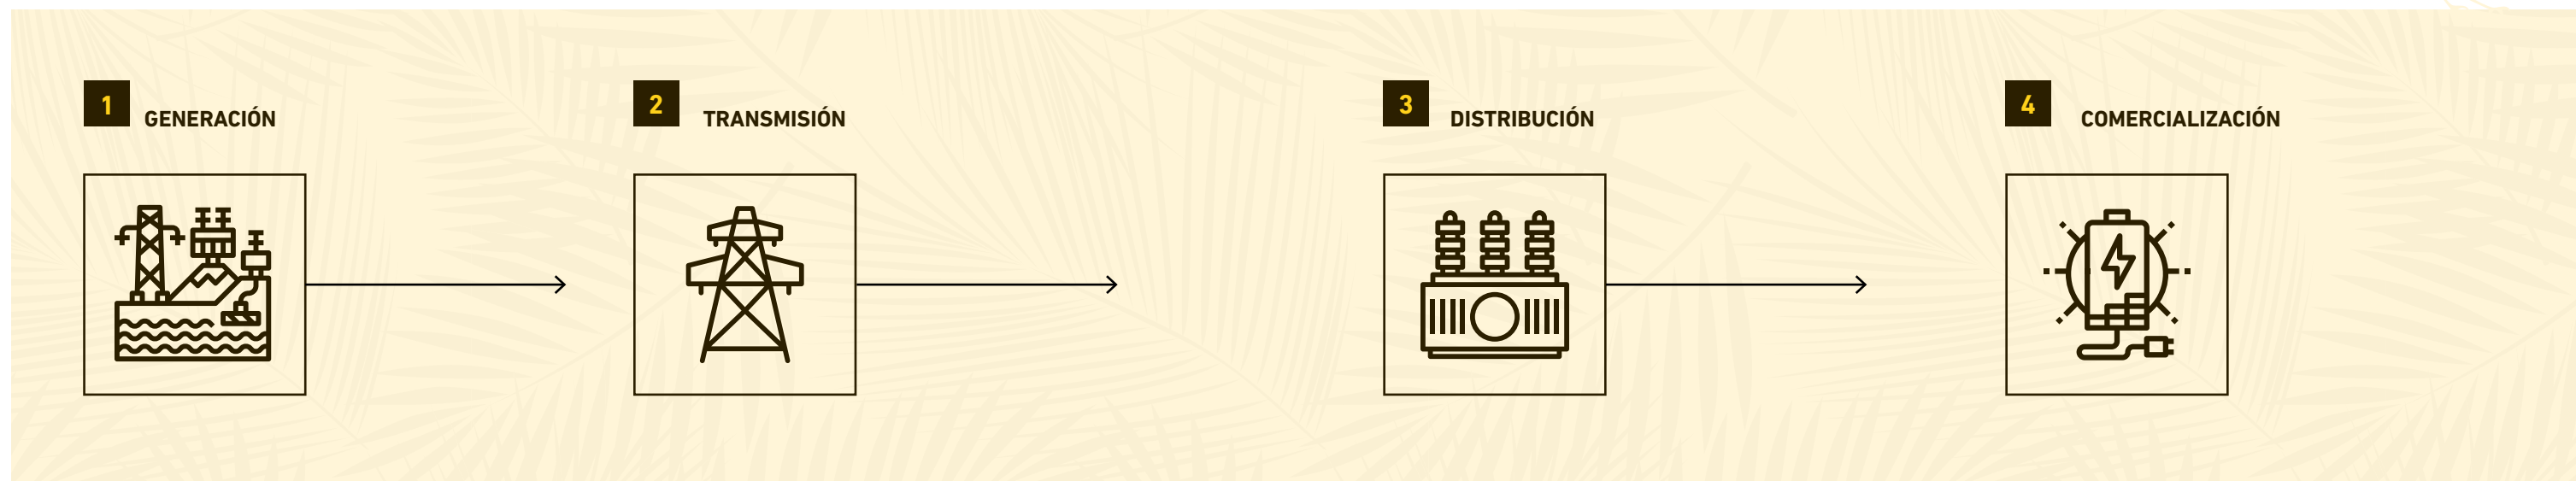 1 GENERACIÓN
2 TRANSMISIÓN
3 DISTRIBUCIÓN
4 COMERCIALIZACIÓN